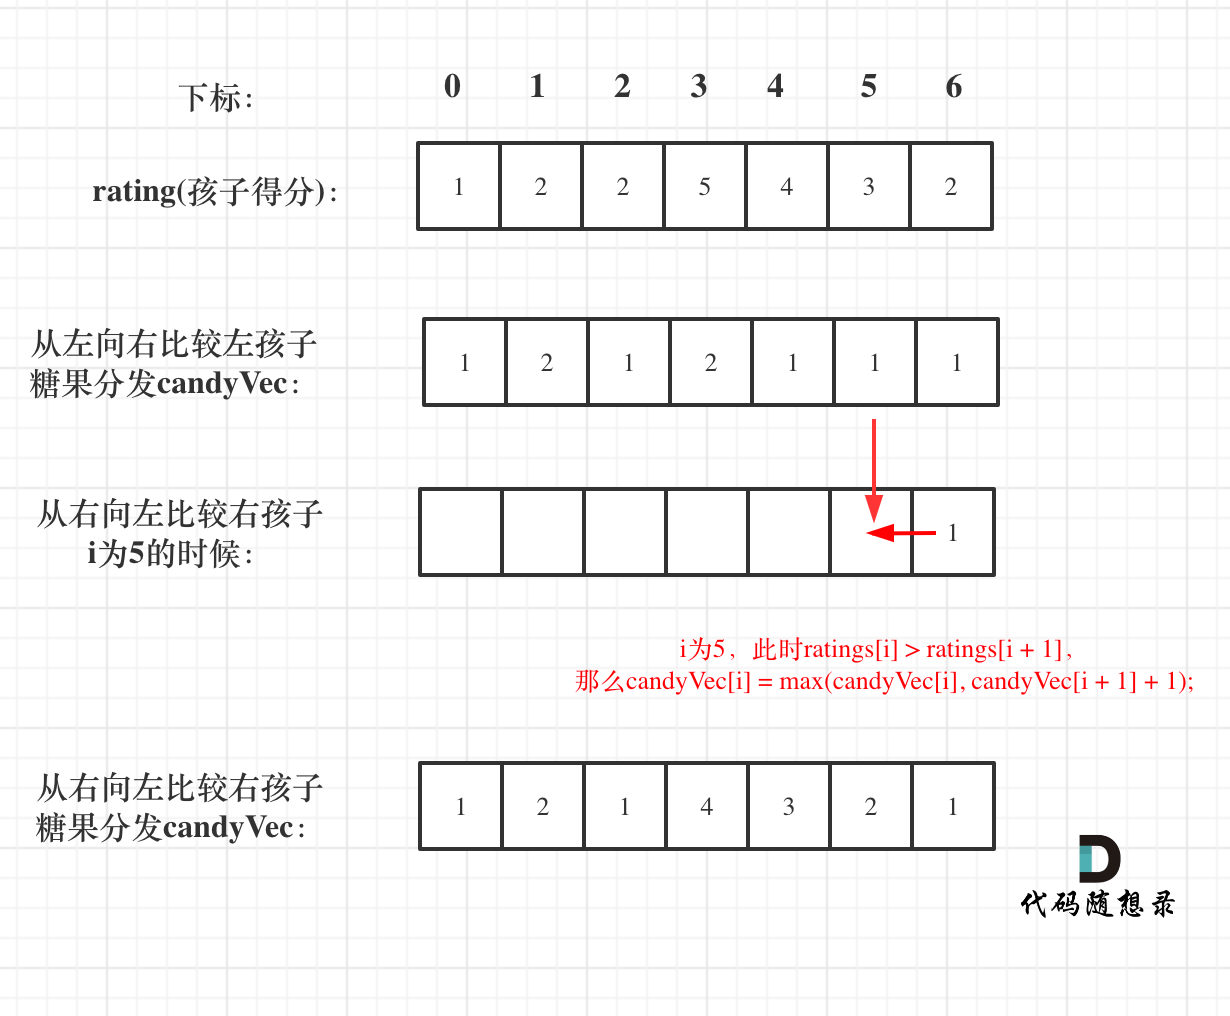 下标： 0 1 2 3 4 5 6
rating(孩子得分)： 1 2 2 5 4 3 2
从左向右比较左孩子
糖果分发candyVec： 1 2 1 2 1 1 1
从右向左比较右孩子
i为5的时候： 1
i为5，此时ratings[i] > ratings[i + 1]，
那么candyVec[i] = max(candyVec[i], candyVec[i + 1] + 1);
从右向左比较右孩子
糖果分发candyVec： 1 2 1 4 3 2 1
代码随想录